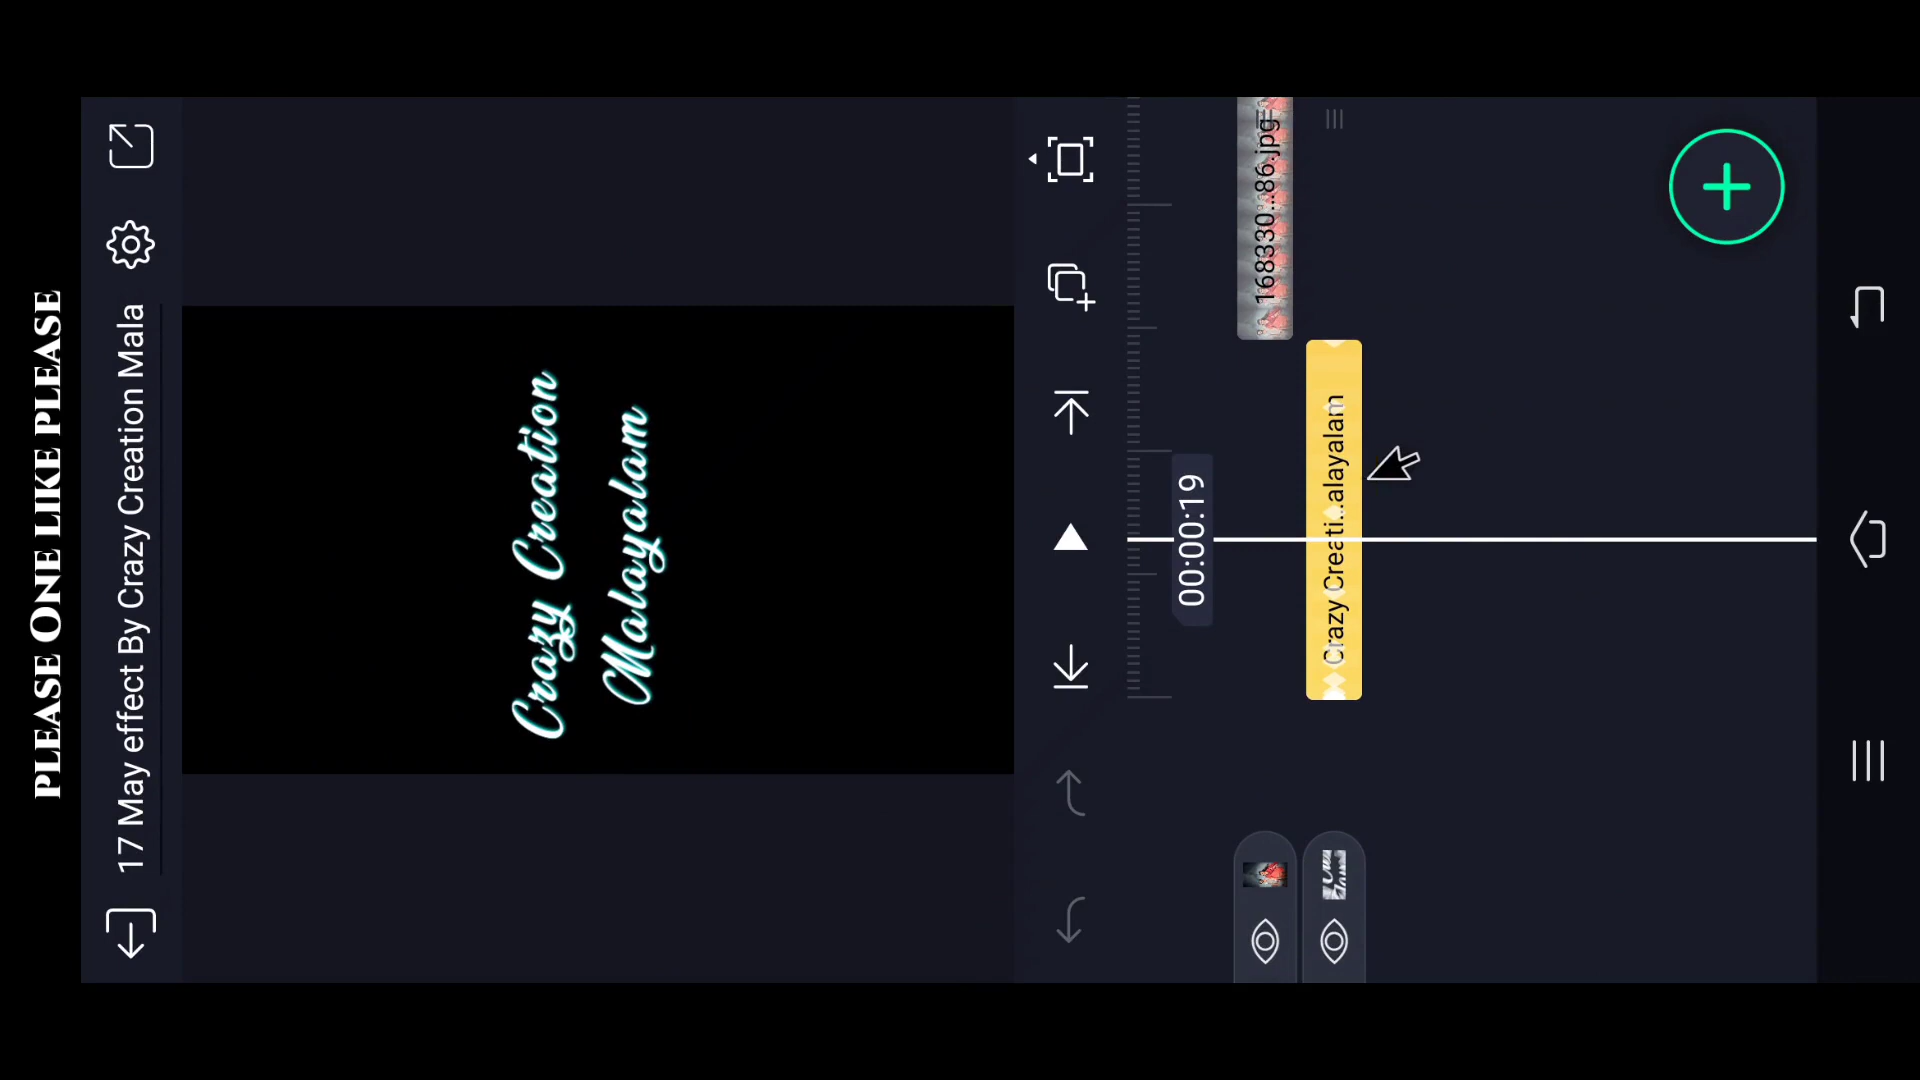 PLEASE ONE LIKE PLEASE
17 May effect By Crazy Creation Mala
Crazy Creation
Malayalam
00:00:19
168330...86.jpg
Crazy Creati...alayalam